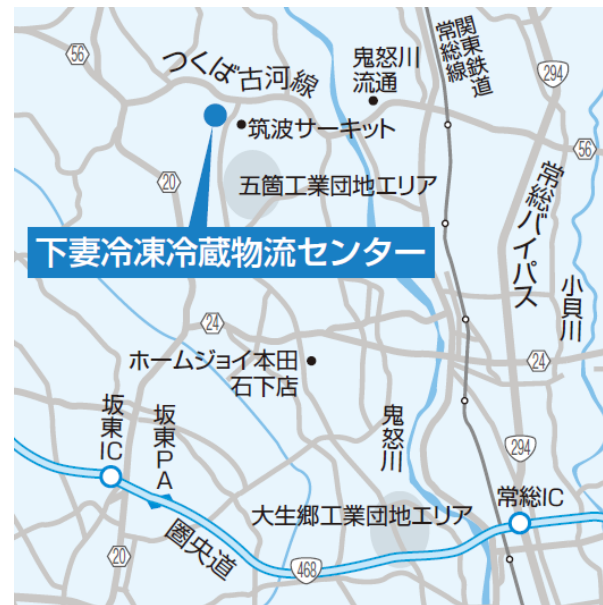 56
つくば古河線
鬼怒川
流通
関東鉄道
常総線
294
筑波サーキット
56
20
五箇工業団地エリア
常総バイパス
下妻冷凍冷蔵物流センター
小貝川
24
ホームジョイ本田
石下店
24
坂東IC
坂東PA
鬼怒川
294
常総IC
大生郷工業団地エリア
圏央道
20
468